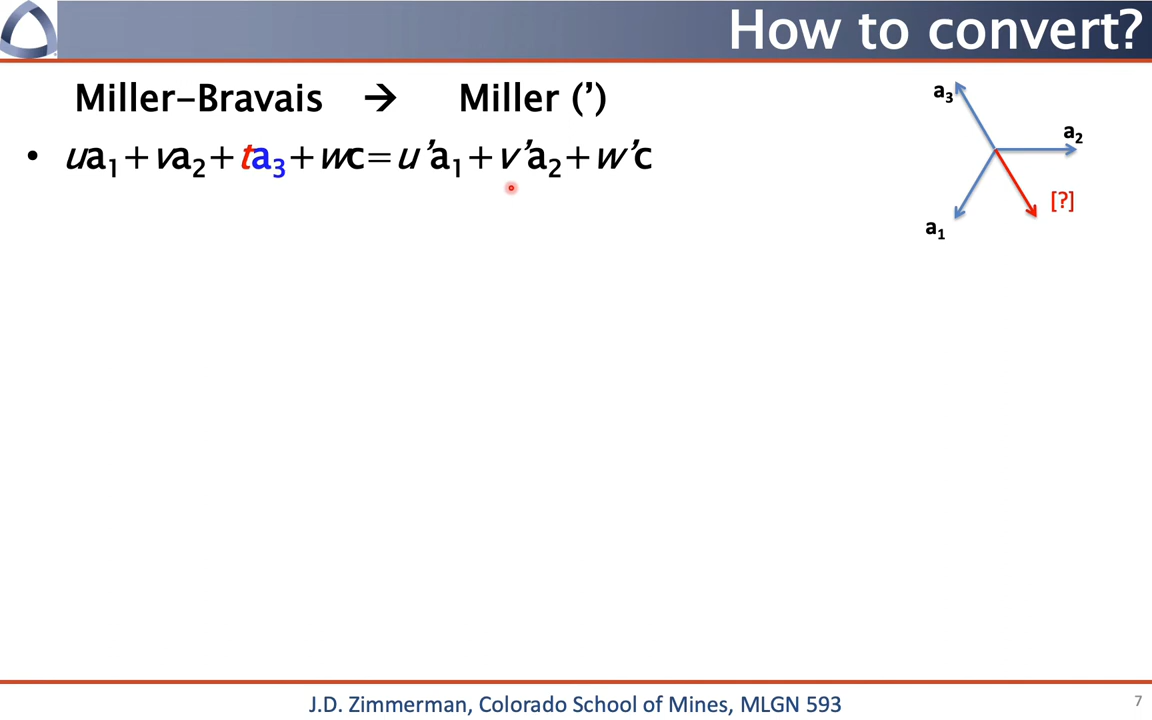 How to convert?
Miller–Bravais → Miller (’)
• ua₁+va₂+ta₃+wc=u’a₁+v’a₂+w’c
a₃
a₂
[?]
a₁
J.D. Zimmerman, Colorado School of Mines, MLGN 593
7